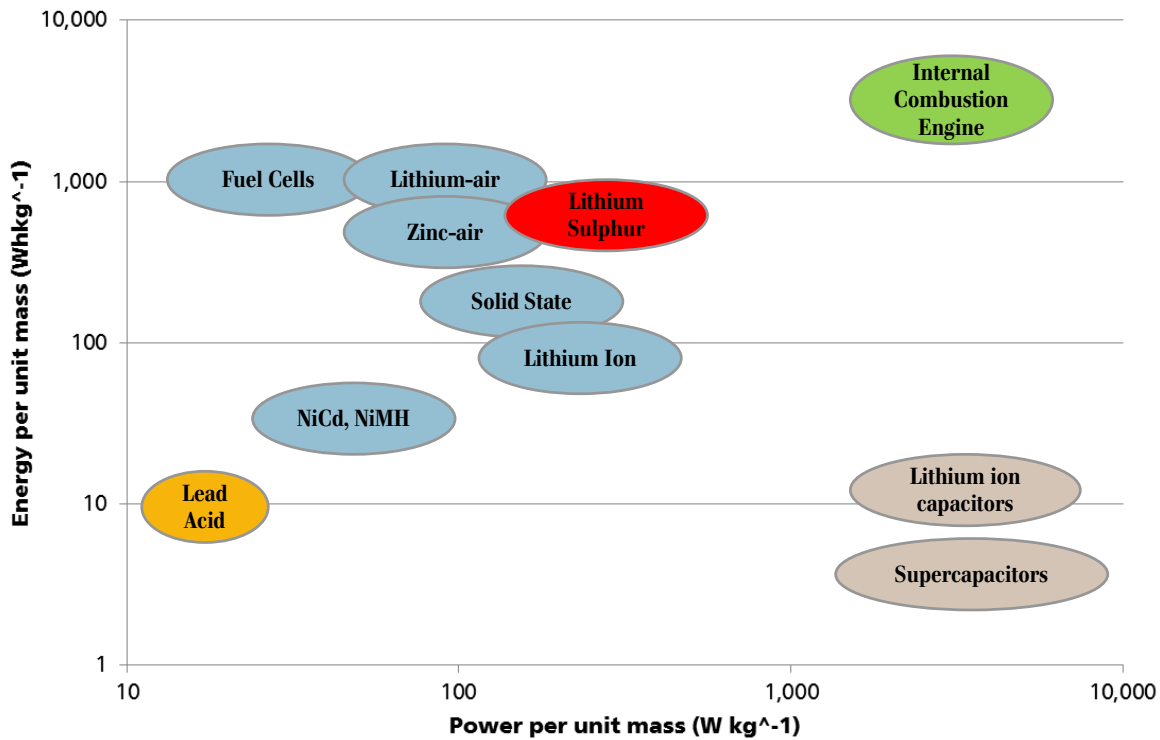 10,000
Internal
Combustion
Engine
1,000
Fuel Cells
Lithium-air
Lithium
Sulphur
Zinc-air
Solid State
100
Lithium Ion
NiCd, NiMH
Lead
Acid
10
Lithium ion
capacitors
Supercapacitors
1
Energy per unit mass (Whkg^-1)
10
100
1,000
10,000
Power per unit mass (W kg^-1)